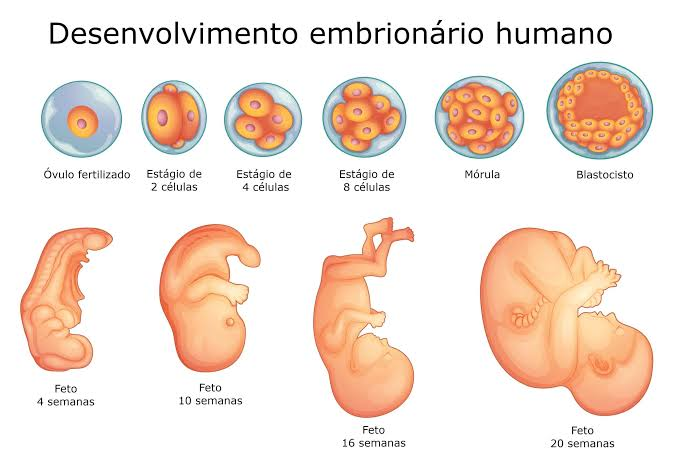 Desenvolvimento embrionário humano
Óvulo fertilizado
Estágio de
2 células
Estágio de
4 células
Estágio de
8 células
Mórula
Blastocisto
Feto
4 semanas
Feto
10 semanas
Feto
16 semanas
Feto
20 semanas